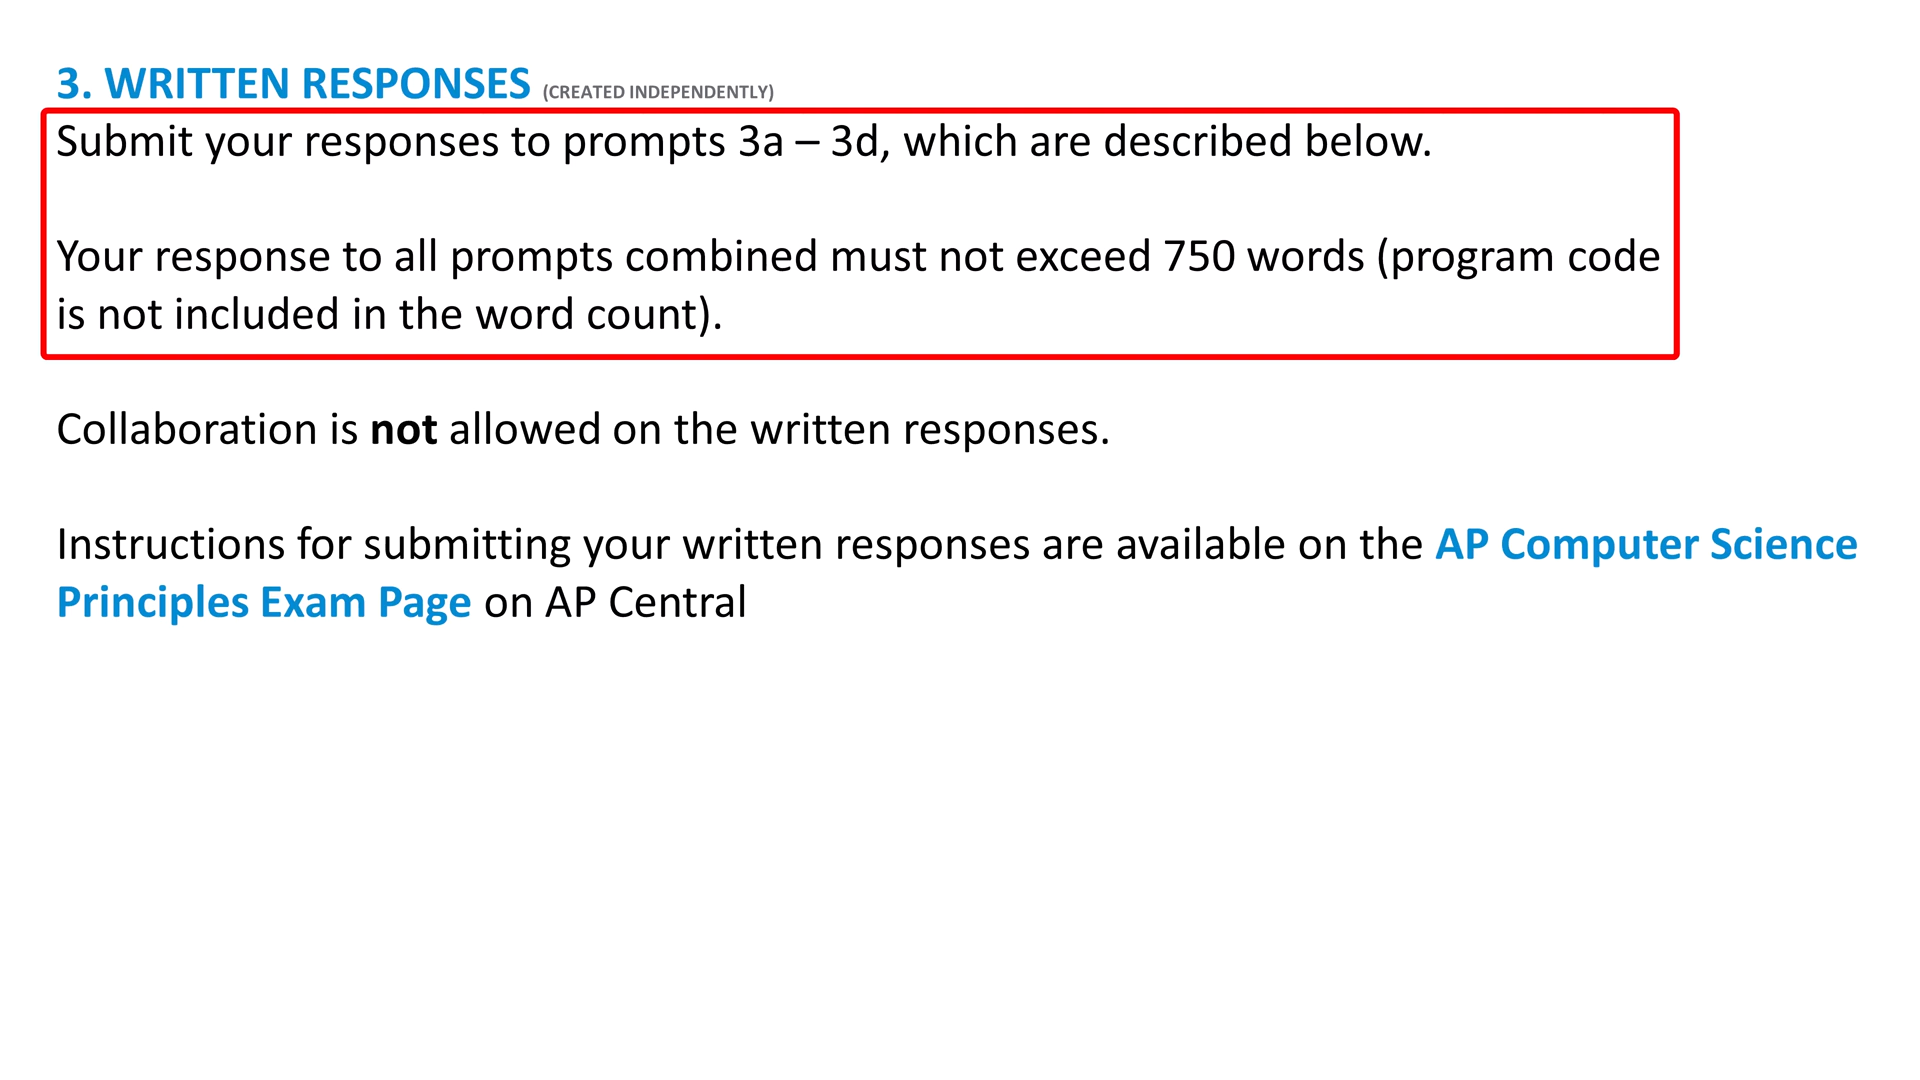 3. WRITTEN RESPONSES (CREATED INDEPENDENTLY)
Submit your responses to prompts 3a – 3d, which are described below.
Your response to all prompts combined must not exceed 750 words (program code
is not included in the word count).
Collaboration is not allowed on the written responses.
Instructions for submitting your written responses are available on the AP Computer Science
Principles Exam Page on AP Central